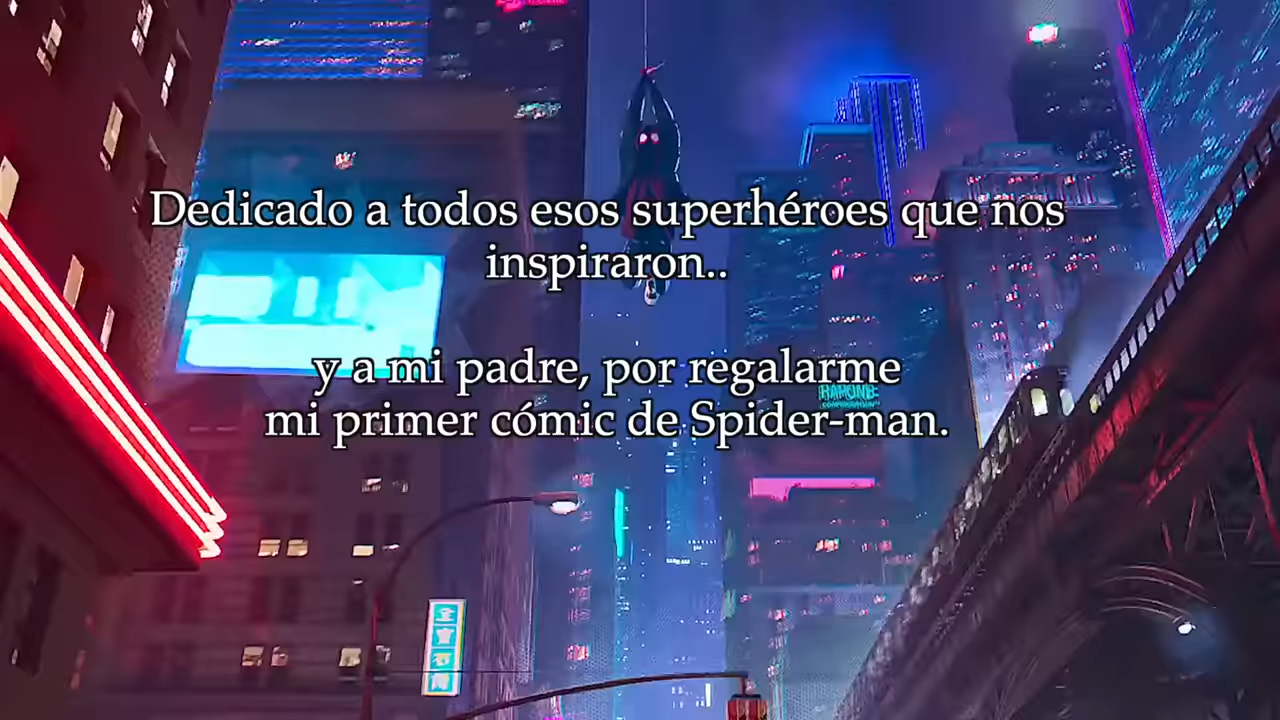 Dedicado a todos esos superhéroes que nos
inspiraron..
y a mi padre, por regalarme
mi primer cómic de Spider-man.